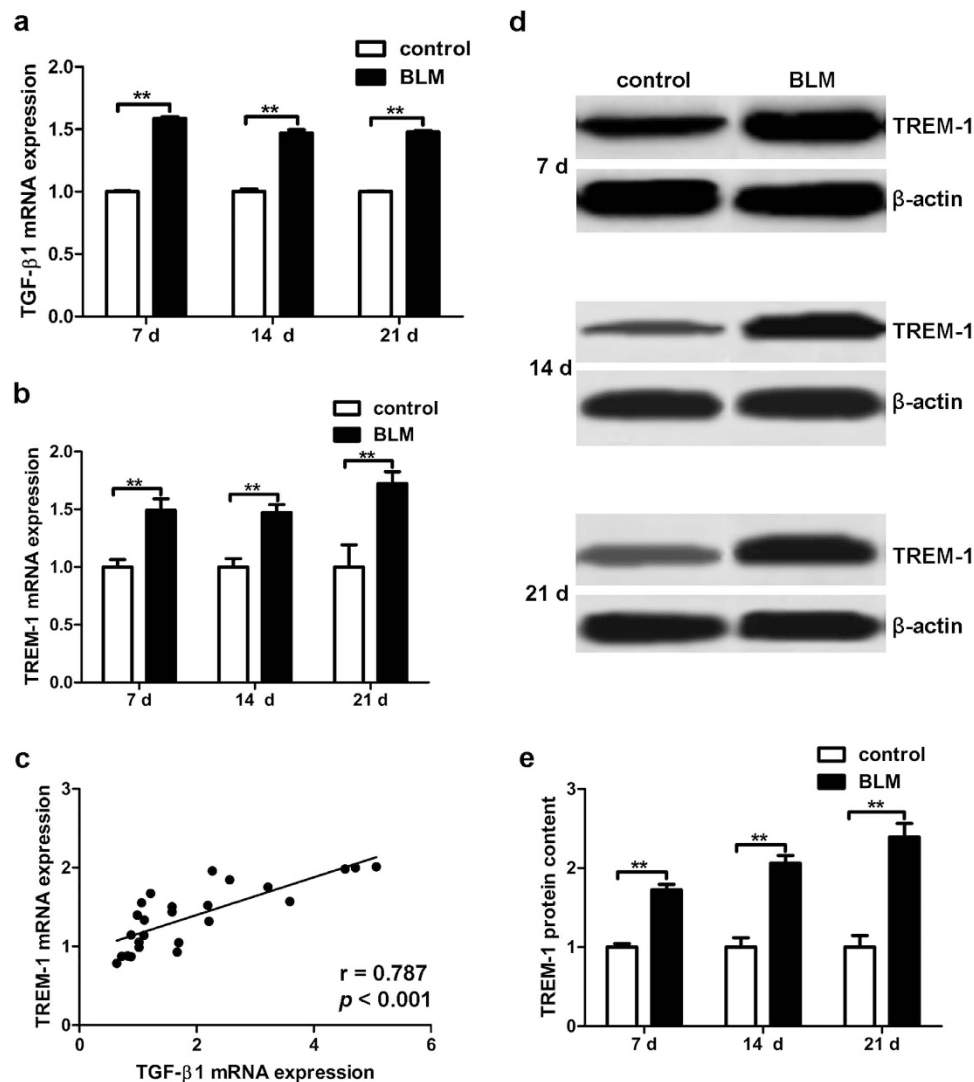 a
control
BLM
TGF-β1 mRNA expression
2.0
1.5
1.0
0.5
0.0
**
**
**
7 d
14 d
21 d
b
control
BLM
TREM-1 mRNA expression
2.0
1.5
1.0
0.5
0.0
**
**
**
7 d
14 d
21 d
c
TREM-1 mRNA expression
3
2
1
0
r = 0.787
p < 0.001
0
2
4
6
TGF-β1 mRNA expression
d
control
BLM
TREM-1
7 d
β-actin
TREM-1
14 d
β-actin
TREM-1
21 d
β-actin
e
control
BLM
TREM-1 protein content
3
2
1
0
**
**
**
7 d
14 d
21 d